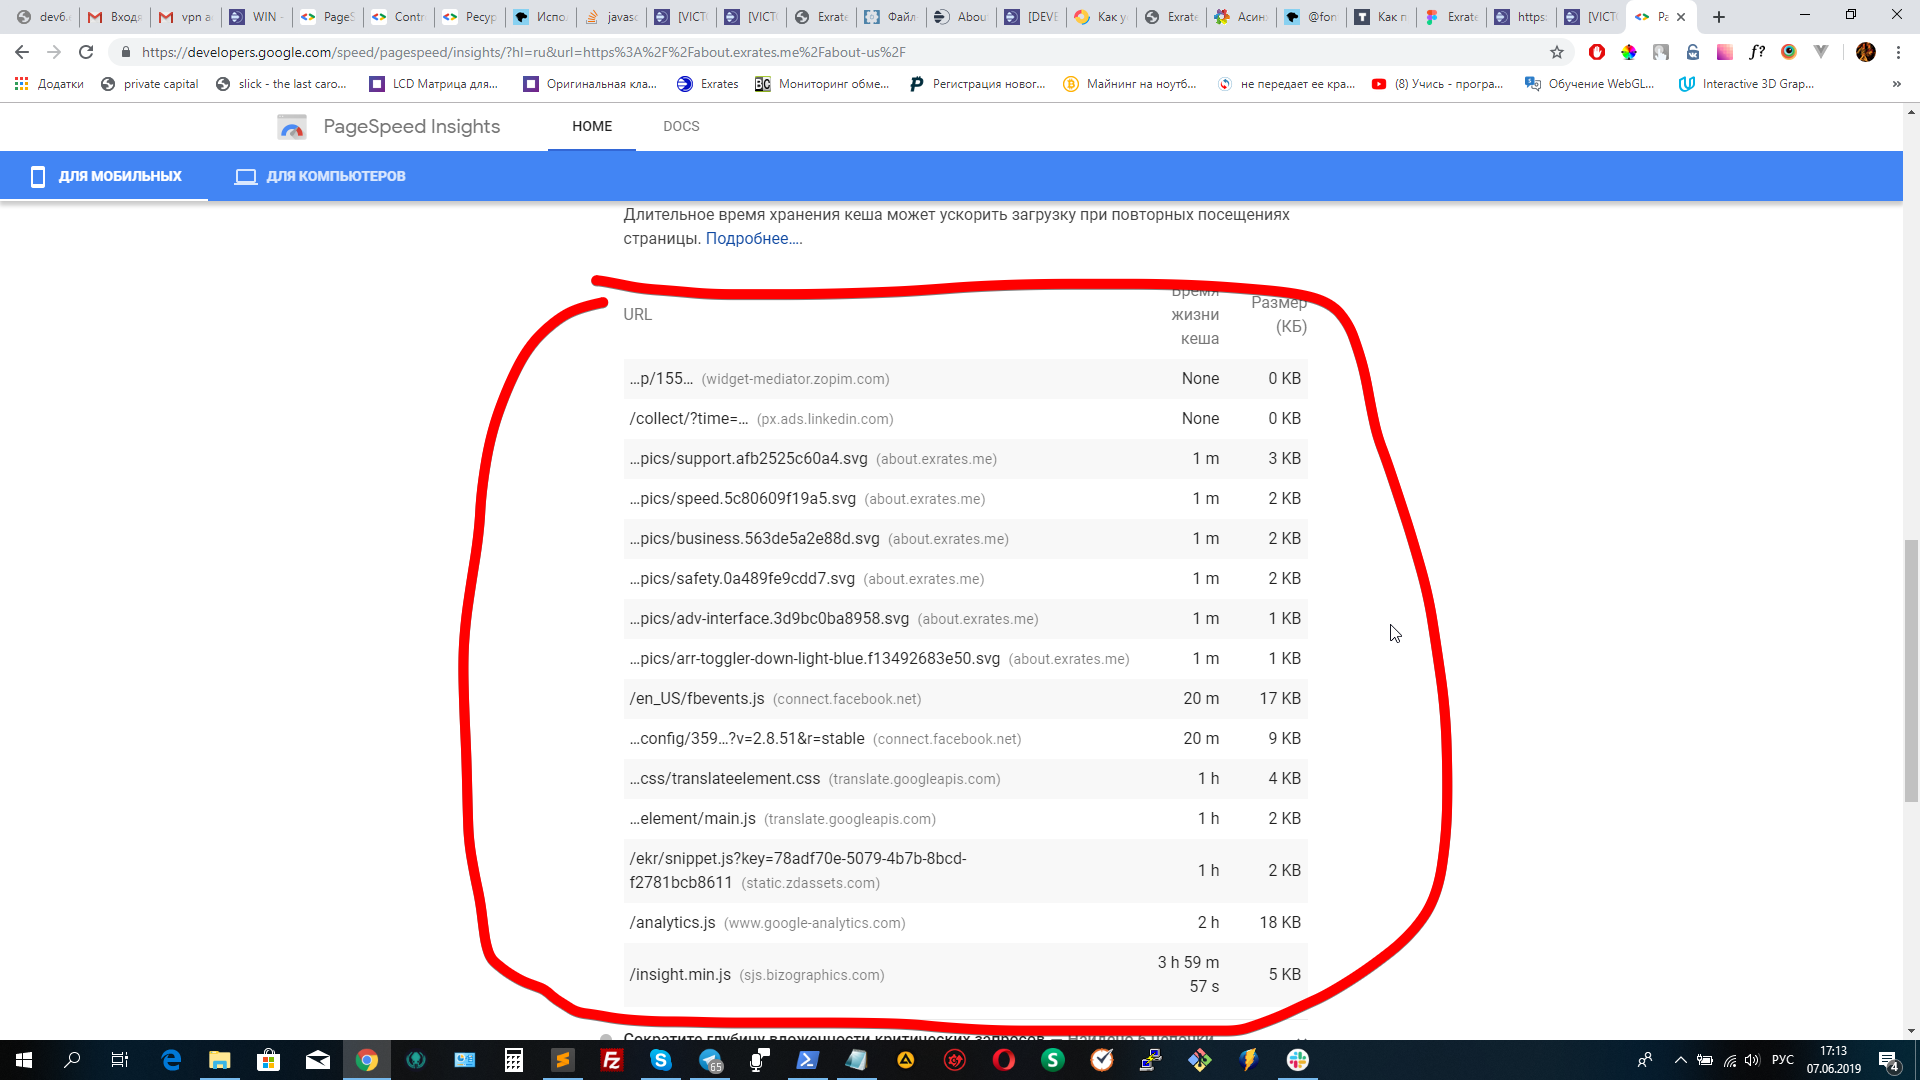 dev6.
Входя
vpn a
WIN -
PageS
Contr
Ресур
Испо
javasc
[VICT
[VICT
Exrate
Файл
Abou
[DEVE
Как у
Exrate
Асин
@fon
Как п
Exrate
https:
[VICT
Pa
https://developers.google.com/speed/pagespeed/insights/?hl=ru&url=https%3A%2F%2Fabout.exrates.me%2Fabout-us%2F
Додатки
private capital
slick - the last caro...
LCD Матрица для...
Оригинальная кла...
Exrates
Мониторинг обме...
Регистрация новог...
Майнинг на ноутб...
не передает ее кра...
(8) Учись - програ...
Обучение WebGL...
Interactive 3D Grap...
PageSpeed Insights
HOME
DOCS
ДЛЯ МОБИЛЬНЫХ
ДЛЯ КОМПЬЮТЕРОВ
Длительное время хранения кеша может ускорить загрузку при повторных посещениях
страницы. Подробнее….
URL
Время жизни кеша
Размер (КБ)
…p/155… (widget-mediator.zopim.com) None 0 KB
/collect/?time=… (px.ads.linkedin.com) None 0 KB
…pics/support.afb2525c60a4.svg (about.exrates.me) 1 m 3 KB
…pics/speed.5c80609f19a5.svg (about.exrates.me) 1 m 2 KB
…pics/business.563de5a2e88d.svg (about.exrates.me) 1 m 2 KB
…pics/safety.0a489fe9cdd7.svg (about.exrates.me) 1 m 2 KB
…pics/adv-interface.3d9bc0ba8958.svg (about.exrates.me) 1 m 1 KB
…pics/arr-toggler-down-light-blue.f13492683e50.svg (about.exrates.me) 1 m 1 KB
/en_US/fbevents.js (connect.facebook.net) 20 m 17 KB
…config/359…?v=2.8.51&r=stable (connect.facebook.net) 20 m 9 KB
…css/translateelement.css (translate.googleapis.com) 1 h 4 KB
…element/main.js (translate.googleapis.com) 1 h 2 KB
/ekr/snippet.js?key=78adf70e-5079-4b7b-8bcd-
f2781bcb8611 (static.zdassets.com) 1 h 2 KB
/analytics.js (www.google-analytics.com) 2 h 18 KB
/insight.min.js (sjs.bizographics.com) 3 h 59 m 57 s 5 KB
Сократите глубину вложенности критических запросов — Найдено 6 цепочки
65
РУС
17:13
07.06.2019
4